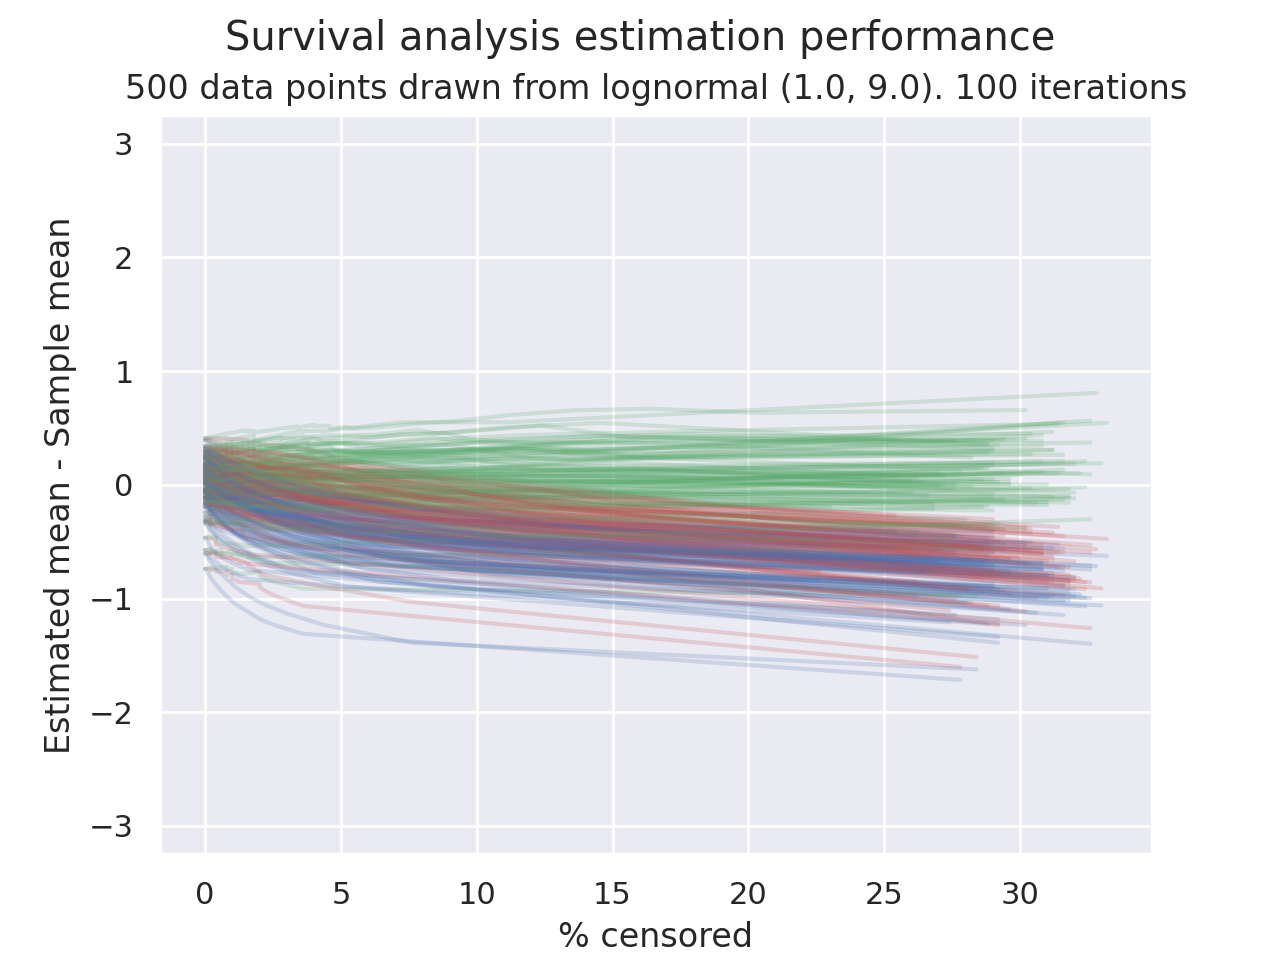 Survival analysis estimation performance
500 data points drawn from lognormal (1.0, 9.0). 100 iterations
3
2
1
0
−1
−2
−3
Estimated mean - Sample mean
0 5 10 15 20 25 30
% censored